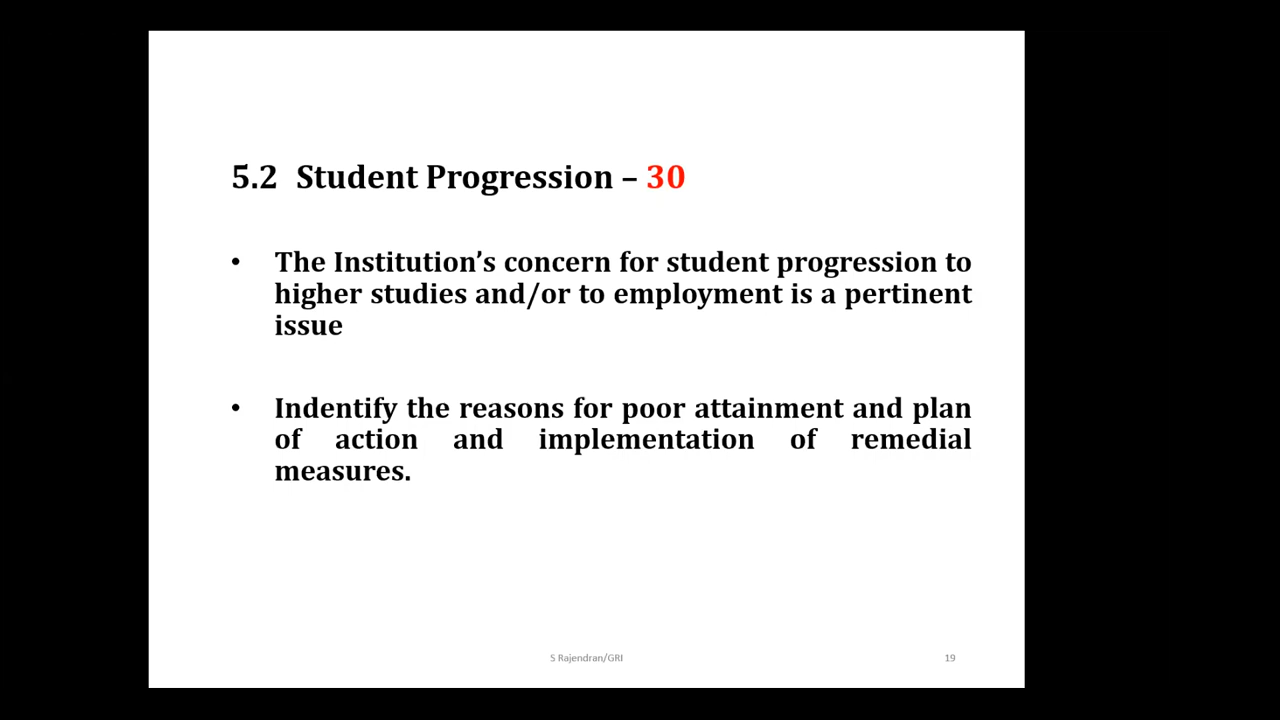 5.2 Student Progression – 30
• The Institution’s concern for student progression to
higher studies and/or to employment is a pertinent
issue
• Indentify the reasons for poor attainment and plan
of action and implementation of remedial
measures.
S Rajendran/GRI
19